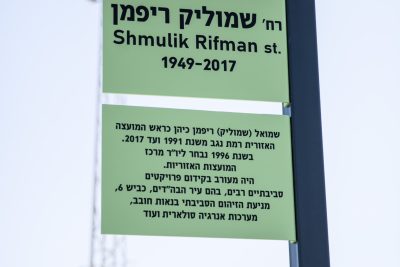 רח' שמוליק ריפמן
Shmulik Rifman st.
1949-2017
שמואל (שמוליק) ריפמן כיהן כראש המועצה
האזורית רמת נגב משנת 1991 ועד 2017.
בשנת 1996 נבחר ליו"ר מרכז
המועצות האזוריות.
היה מעורב בקידום פרויקטים
סביבתיים רבים, בהם עיר הבה"דים, כביש 6,
מניעת הזיהום הסביבתי בנאות חובב,
מערכות אנרגיה סולארית ועוד